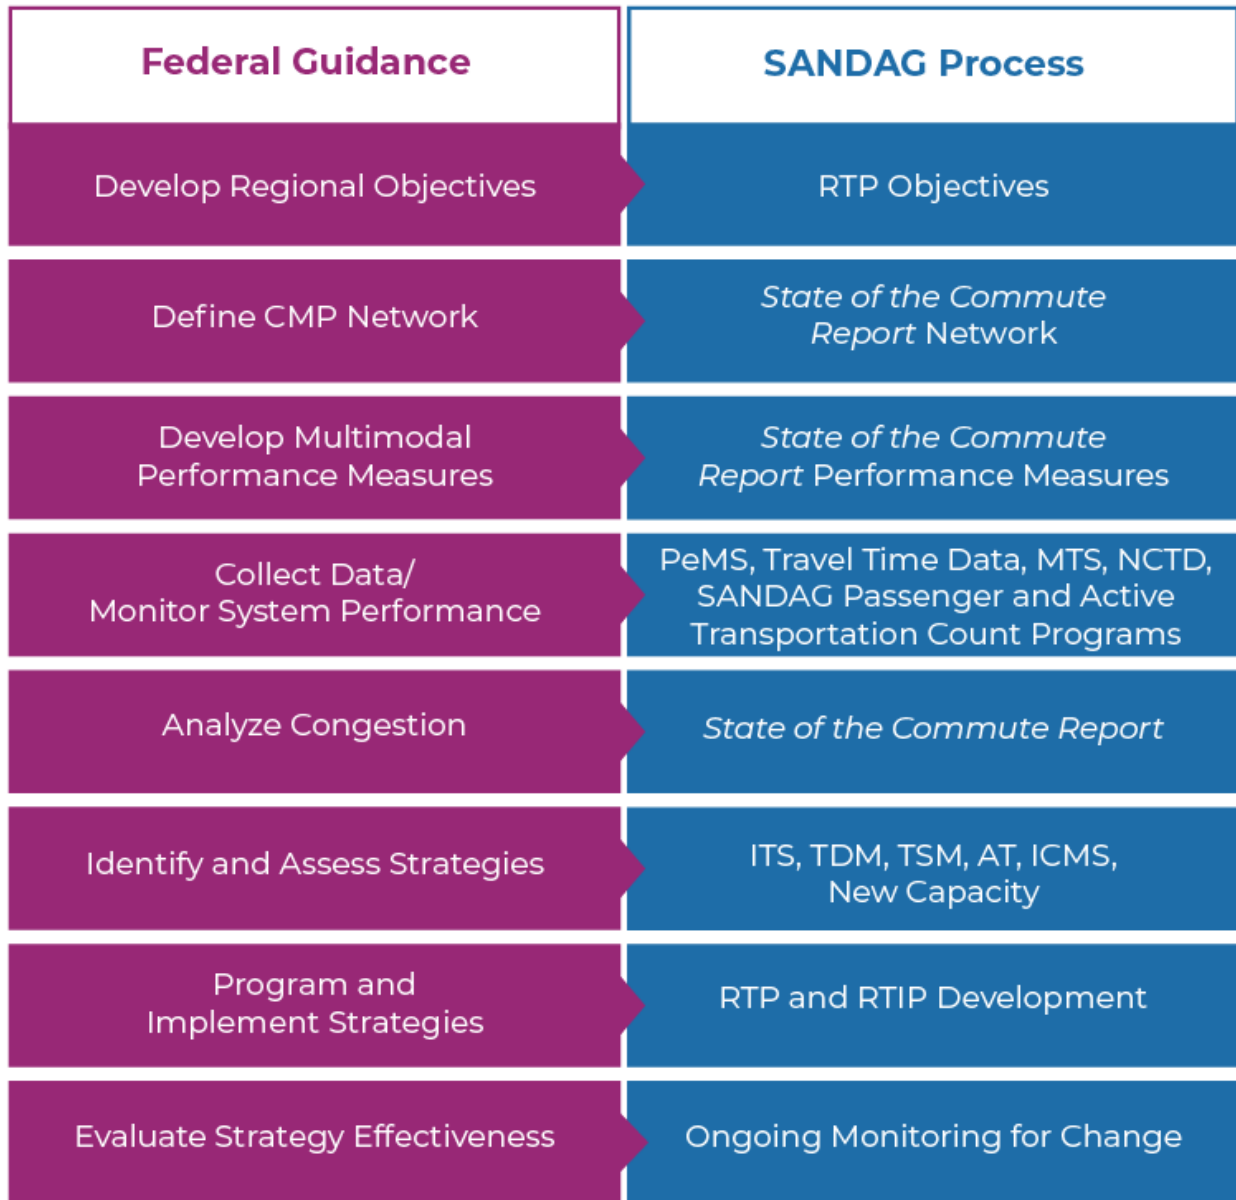 Federal Guidance
SANDAG Process
Develop Regional Objectives
RTP Objectives
Define CMP Network
State of the Commute
Report Network
Develop Multimodal
Performance Measures
State of the Commute
Report Performance Measures
Collect Data/
Monitor System Performance
PeMS, Travel Time Data, MTS, NCTD,
SANDAG Passenger and Active
Transportation Count Programs
Analyze Congestion
State of the Commute Report
Identify and Assess Strategies
ITS, TDM, TSM, AT, ICMS,
New Capacity
Program and
Implement Strategies
RTP and RTIP Development
Evaluate Strategy Effectiveness
Ongoing Monitoring for Change